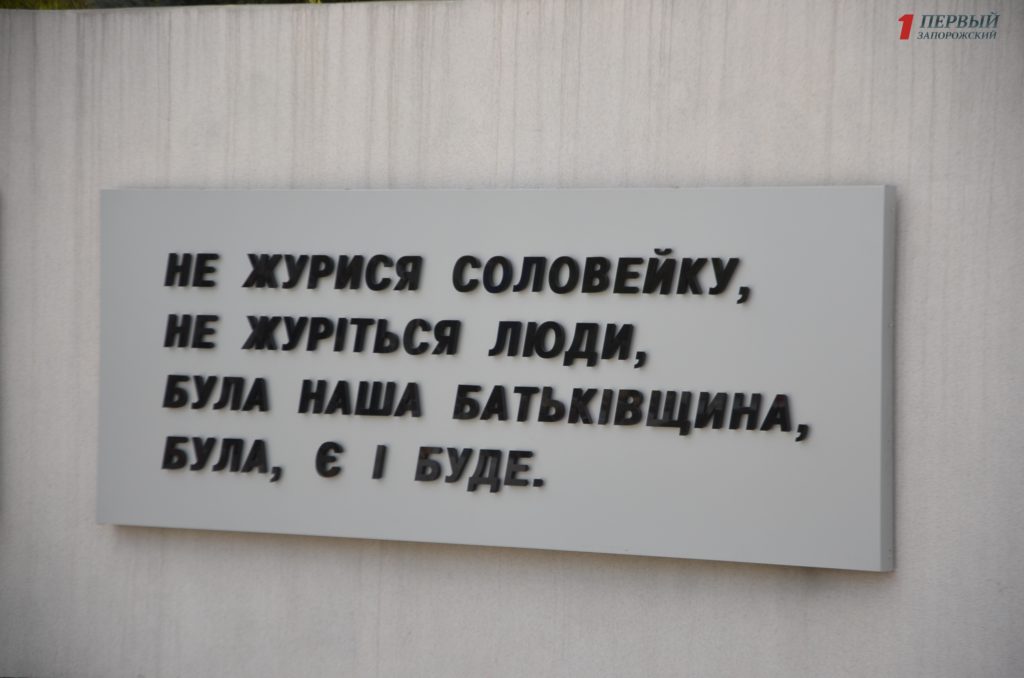 1 ПЕРВЫЙ
ЗАПОРОЖСКИЙ
НЕ ЖУРИСЯ СОЛОВЕЙКУ,
НЕ ЖУРІТЬСЯ ЛЮДИ,
БУЛА НАША БАТЬКІВЩИНА,
БУЛА, Є І БУДЕ.